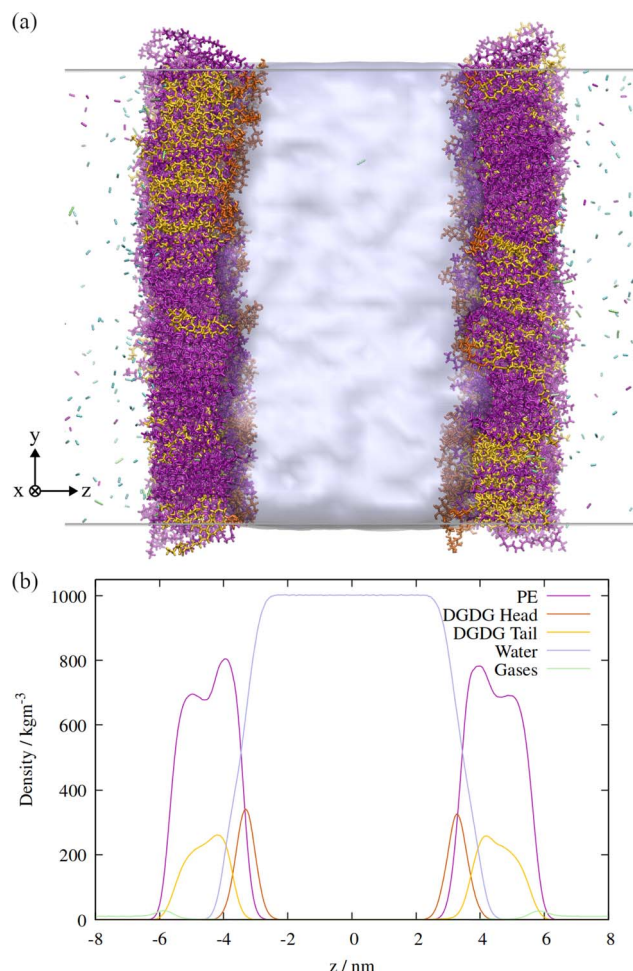 (a)
y
x
z
(b)
1000
800
600
400
200
0
Density / kgm⁻³
PE
DGDG Head
DGDG Tail
Water
Gases
-8
-6
-4
-2
0
2
4
6
8
z / nm